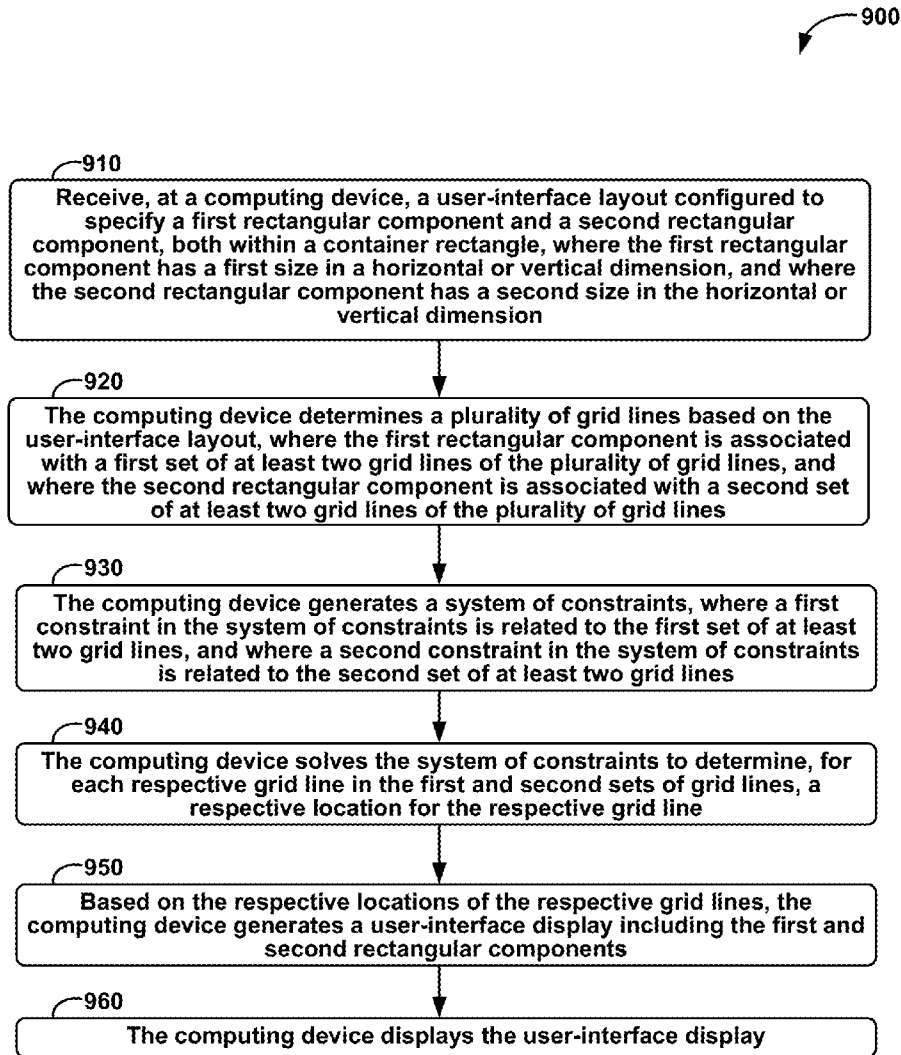 900
910
Receive, at a computing device, a user-interface layout configured to
specify a first rectangular component and a second rectangular
component, both within a container rectangle, where the first rectangular
component has a first size in a horizontal or vertical dimension, and where
the second rectangular component has a second size in the horizontal or
vertical dimension
920
The computing device determines a plurality of grid lines based on the
user-interface layout, where the first rectangular component is associated
with a first set of at least two grid lines of the plurality of grid lines, and
where the second rectangular component is associated with a second set
of at least two grid lines of the plurality of grid lines
930
The computing device generates a system of constraints, where a first
constraint in the system of constraints is related to the first set of at least
two grid lines, and where a second constraint in the system of constraints
is related to the second set of at least two grid lines
940
The computing device solves the system of constraints to determine, for
each respective grid line in the first and second sets of grid lines, a
respective location for the respective grid line
950
Based on the respective locations of the respective grid lines, the
computing device generates a user-interface display including the first and
second rectangular components
960
The computing device displays the user-interface display